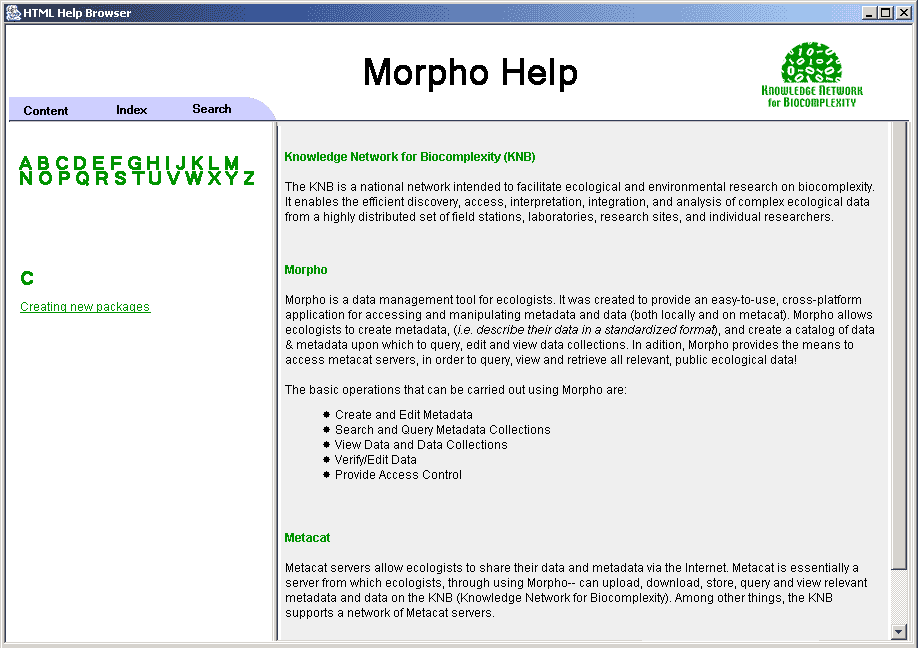 HTML Help Browser
Morpho Help
KNOWLEDGE NETWORK
for BIOCOMPLEXITY
Content Index Search
A B C D E F G H I J K L M
N O P Q R S T U V W X Y Z
C
Creating new packages
Knowledge Network for Biocomplexity (KNB)
The KNB is a national network intended to facilitate ecological and environmental research on biocomplexity.
It enables the efficient discovery, access, interpretation, integration, and analysis of complex ecological data
from a highly distributed set of field stations, laboratories, research sites, and individual researchers.
Morpho
Morpho is a data management tool for ecologists. It was created to provide an easy-to-use, cross-platform
application for accessing and manipulating metadata and data (both locally and on metacat). Morpho allows
ecologists to create metadata, (i.e. describe their data in a standardized format), and create a catalog of data
& metadata upon which to query, edit and view data collections. In adition, Morpho provides the means to
access metacat servers, in order to query, view and retrieve all relevant, public ecological data!
The basic operations that can be carried out using Morpho are:
Create and Edit Metadata
Search and Query Metadata Collections
View Data and Data Collections
Verify/Edit Data
Provide Access Control
Metacat
Metacat servers allow ecologists to share their data and metadata via the Internet. Metacat is essentially a
server from which ecologists, through using Morpho-- can upload, download, store, query and view relevant
metadata and data on the KNB (Knowledge Network for Biocomplexity). Among other things, the KNB
supports a network of Metacat servers.